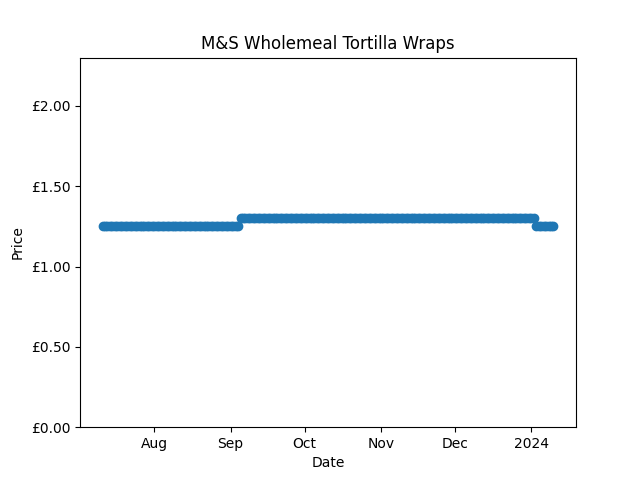 M&S Wholemeal Tortilla Wraps
£2.00
£1.50
£1.00
£0.50
£0.00
Price
Aug Sep Oct Nov Dec 2024
Date